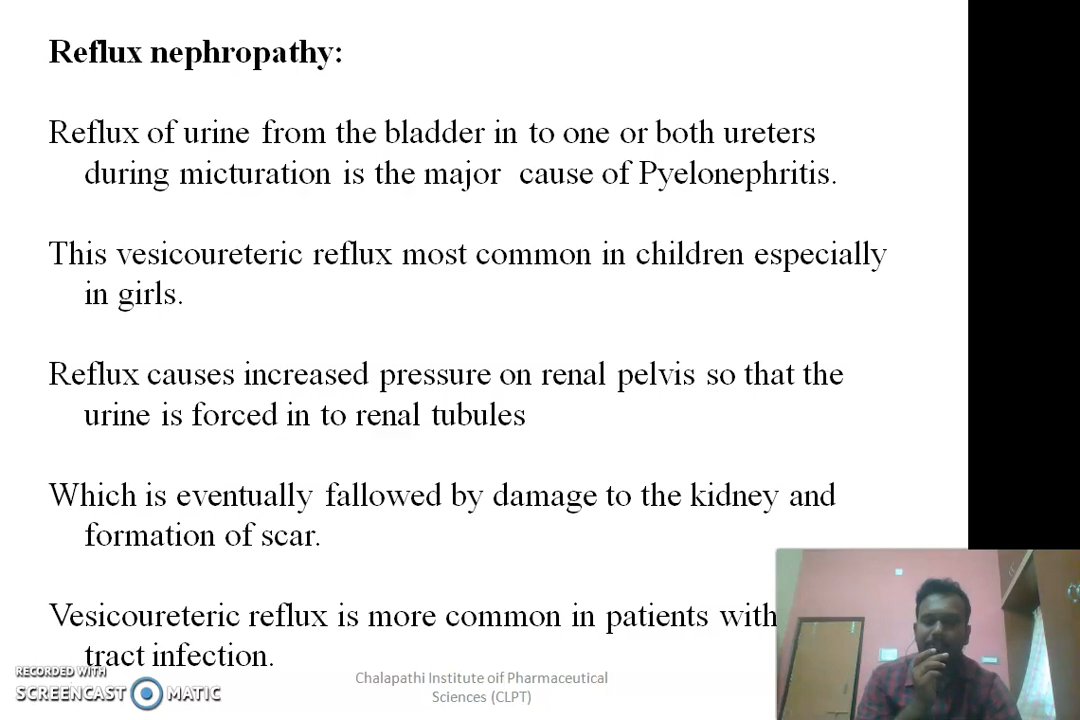 Reflux nephropathy:
Reflux of urine from the bladder in to one or both ureters
during micturation is the major cause of Pyelonephritis.
This vesicoureteric reflux most common in children especially
in girls.
Reflux causes increased pressure on renal pelvis so that the
urine is forced in to renal tubules
Which is eventually fallowed by damage to the kidney and
formation of scar.
Vesicoureteric reflux is more common in patients with
tract infection.
RECORDED WITH
SCREENCAST MATIC
Chalapathi Institute oif Pharmaceutical
Sciences (CLPT)